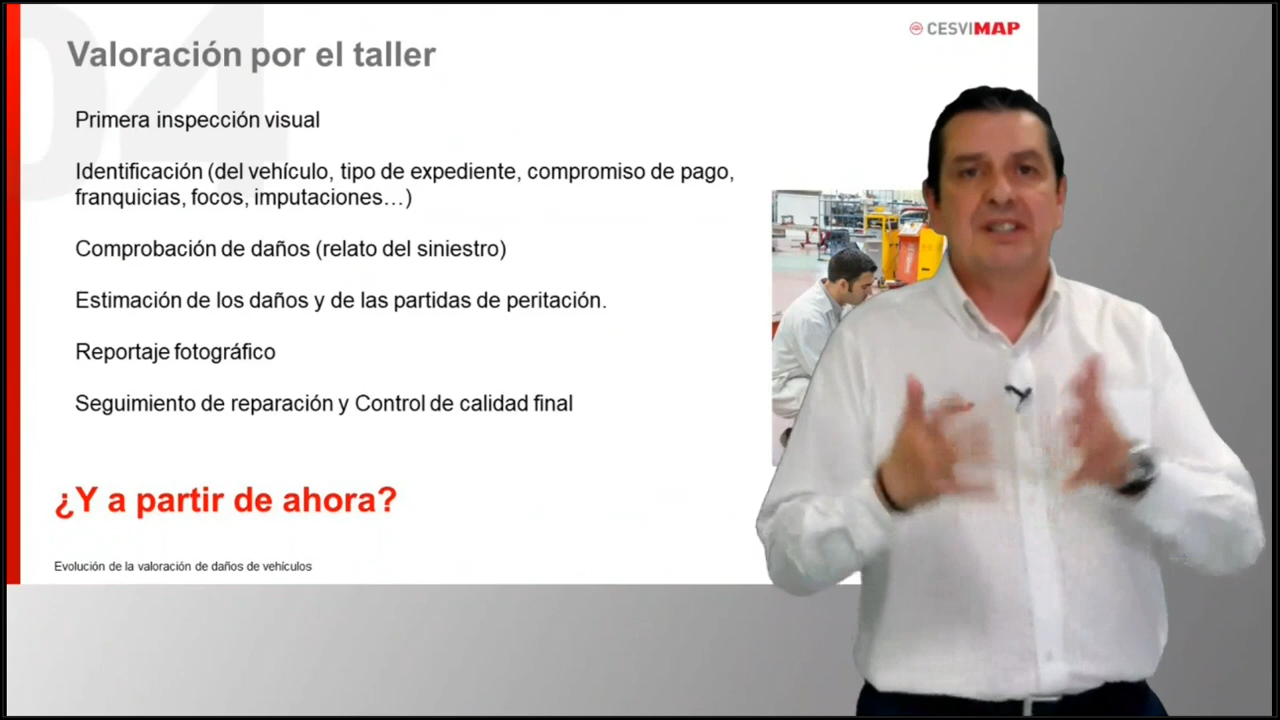 CESVIMAP
Valoración por el taller
Primera inspección visual
Identificación (del vehículo, tipo de expediente, compromiso de pago,
franquicias, focos, imputaciones…)
Comprobación de daños (relato del siniestro)
Estimación de los daños y de las partidas de peritación.
Reportaje fotográfico
Seguimiento de reparación y Control de calidad final
¿Y a partir de ahora?
Evolución de la valoración de daños de vehículos
04